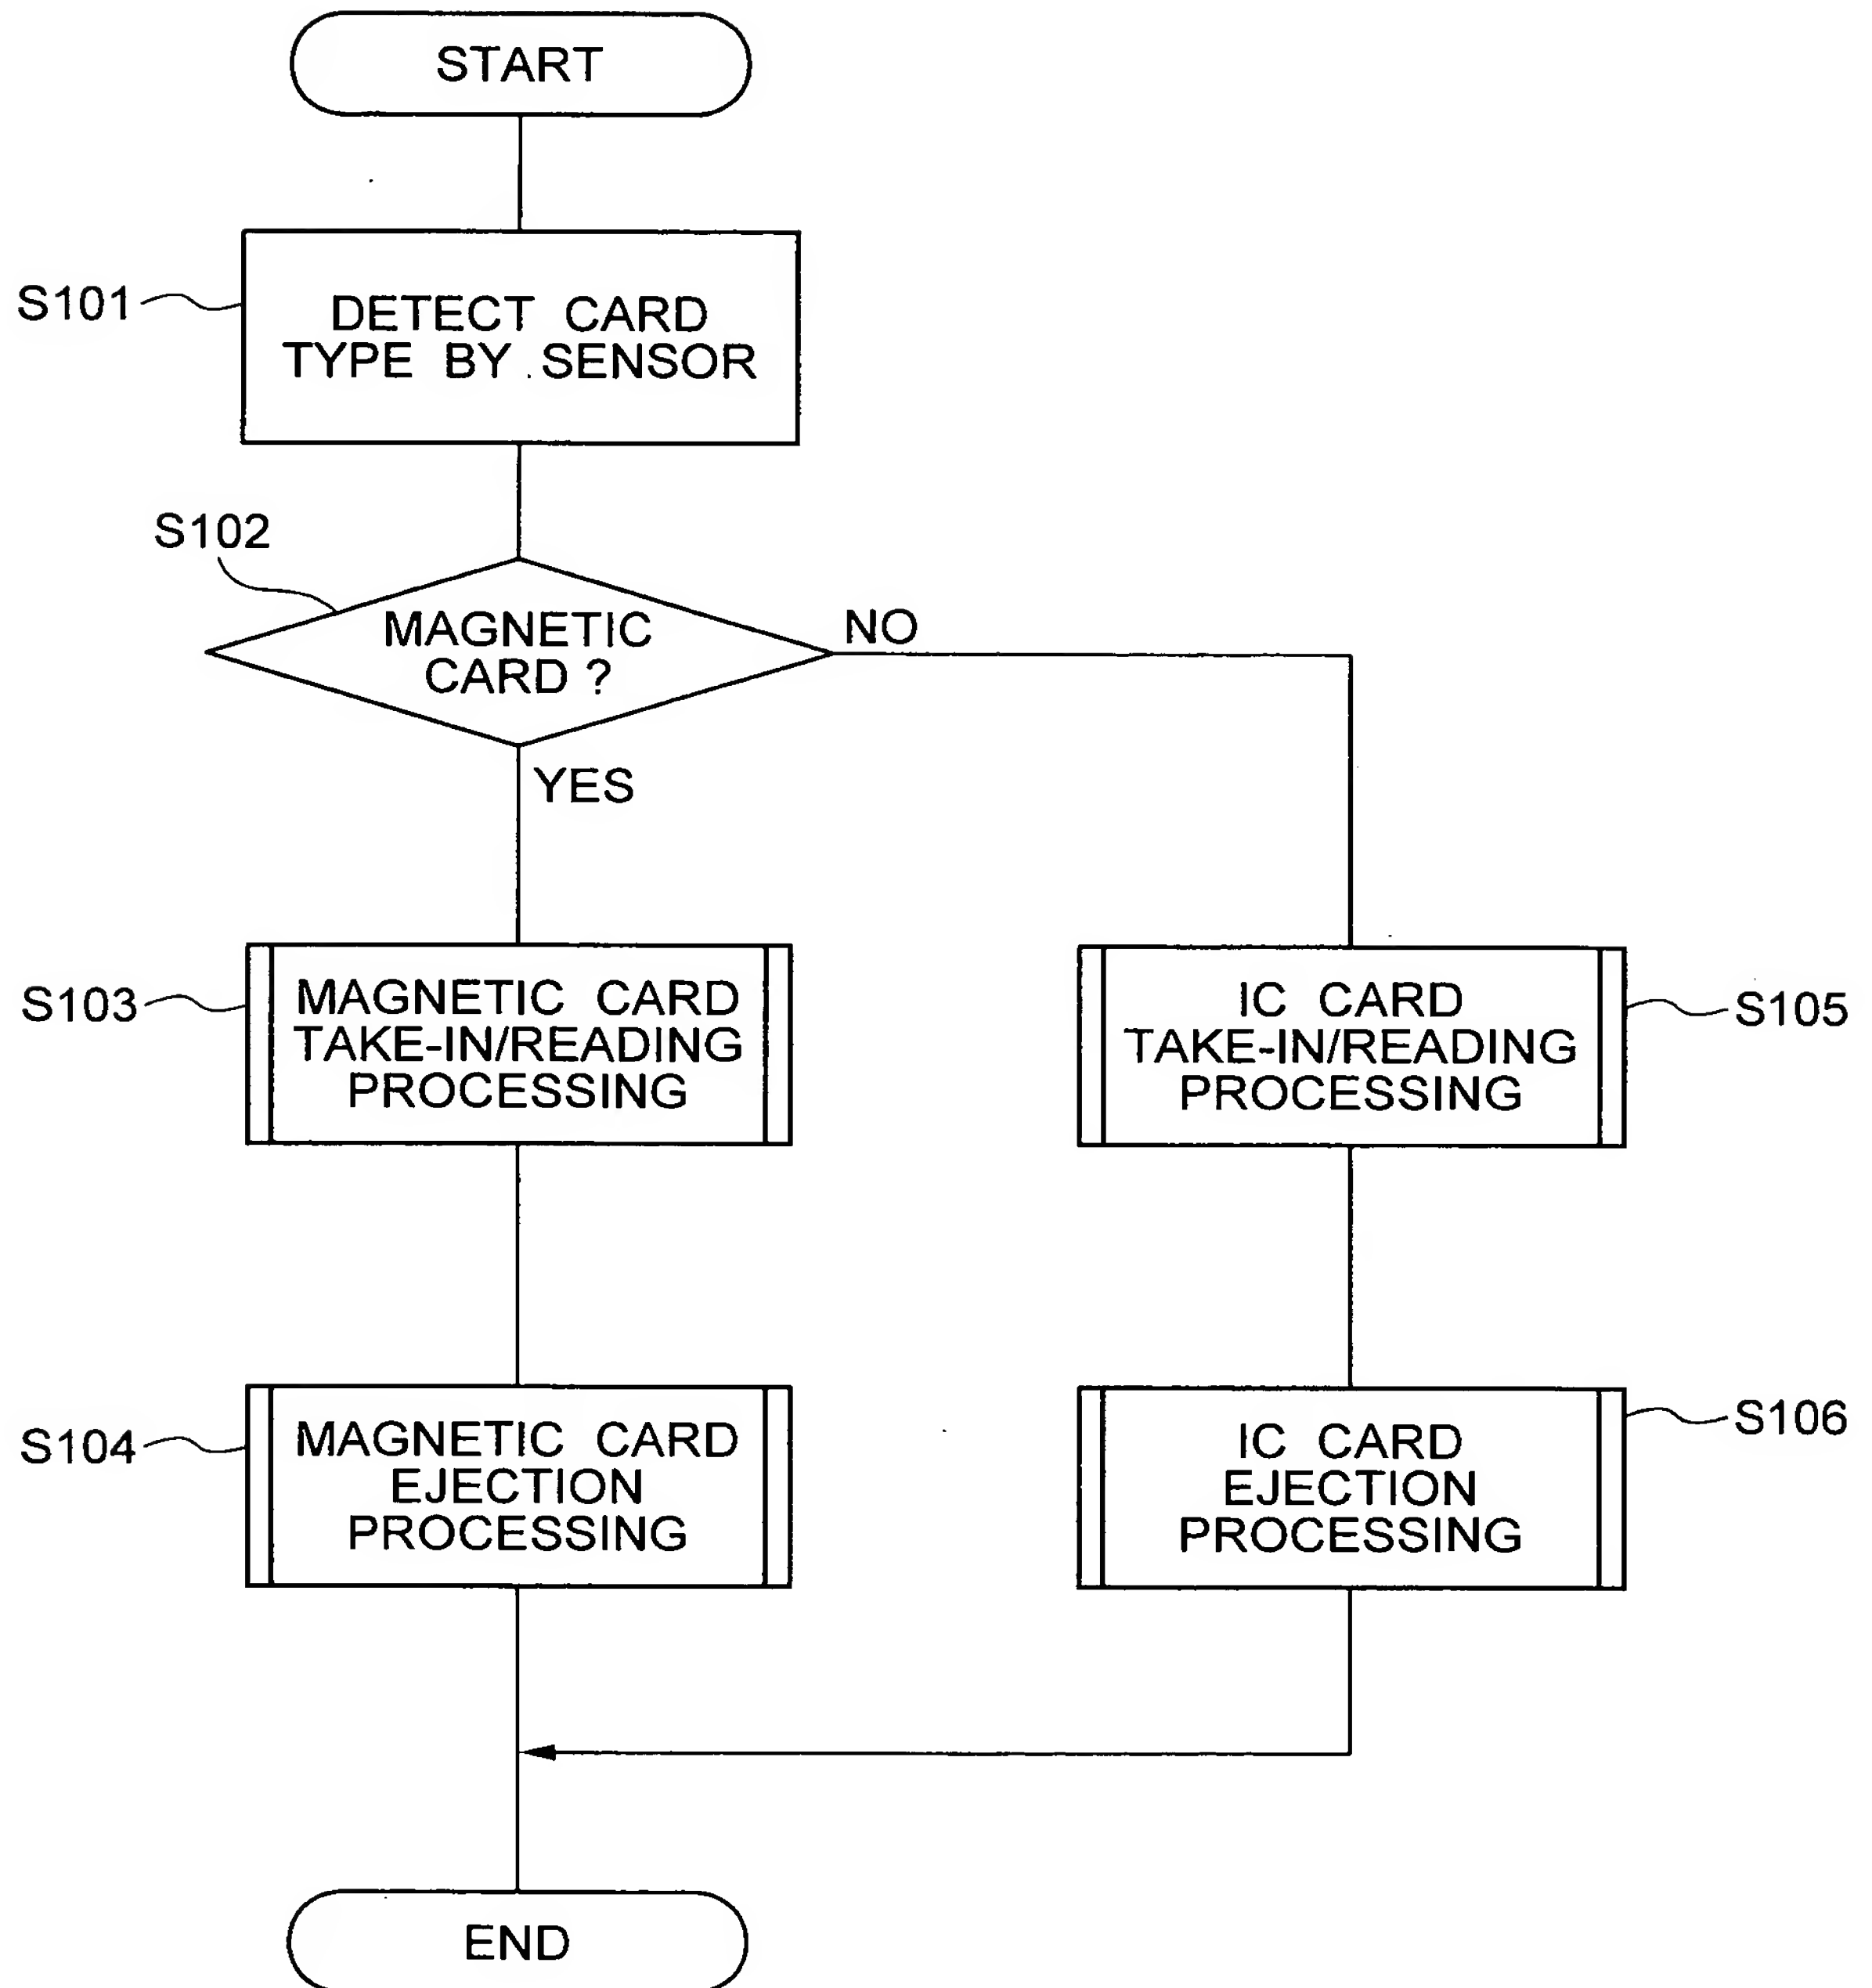 START
S101
DETECT CARD
TYPE BY SENSOR
S102
MAGNETIC
CARD ?
NO
YES
S103
MAGNETIC CARD
TAKE-IN/READING
PROCESSING
IC CARD
TAKE-IN/READING
PROCESSING
S105
S104
MAGNETIC CARD
EJECTION
PROCESSING
IC CARD
EJECTION
PROCESSING
S106
END